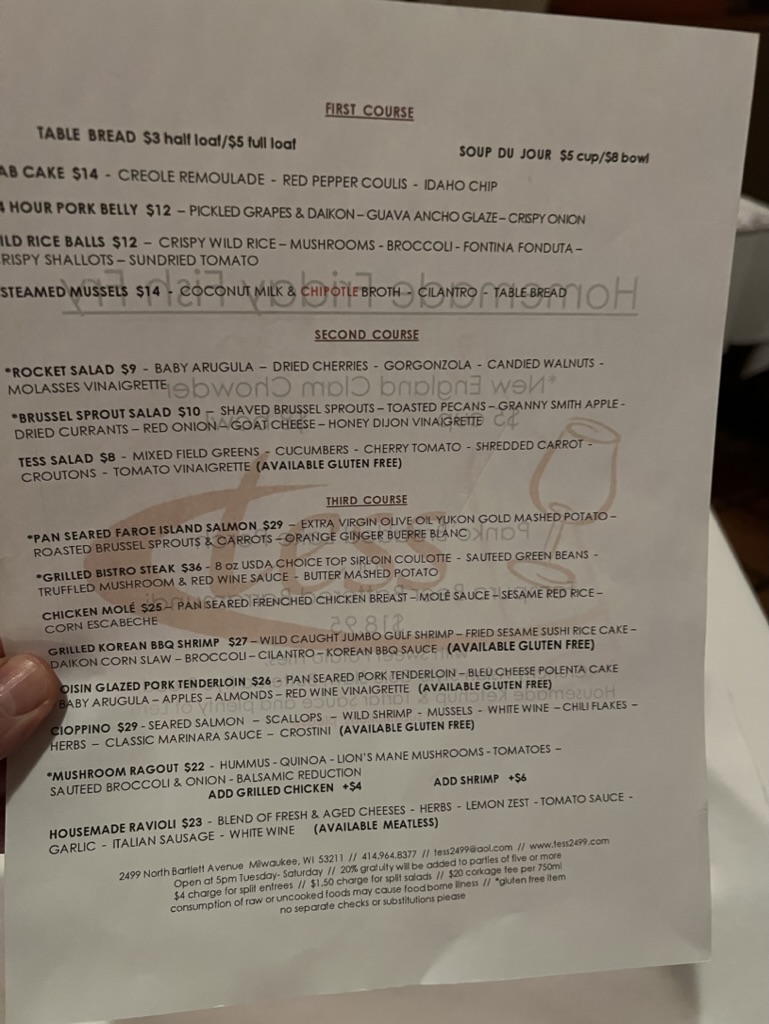 FIRST COURSE
TABLE BREAD $3 half loaf/$5 full loaf
SOUP DU JOUR $5 cup/$8 bowl
AB CAKE $14 - CREOLE REMOULADE - RED PEPPER COULIS - IDAHO CHIP
HOUR PORK BELLY $12 – PICKLED GRAPES & DAIKON – GUAVA ANCHO GLAZE – CRISPY ONION
ILD RICE BALLS $12 – CRISPY WILD RICE – MUSHROOMS - BROCCOLI - FONTINA FONDUTA –
RISPY SHALLOTS – SUNDRIED TOMATO
STEAMED MUSSELS $14 - COCONUT MILK & CHIPOTLE BROTH - CILANTRO - TABLE BREAD
Homemade Friday Fish Fry
SECOND COURSE
*ROCKET SALAD $9 - BABY ARUGULA – DRIED CHERRIES - GORGONZOLA - CANDIED WALNUTS -
MOLASSES VINAIGRETTE
*New England Clam Chowder
*BRUSSEL SPROUT SALAD $10 – SHAVED BRUSSEL SPROUTS – TOASTED PECANS – GRANNY SMITH APPLE -
DRIED CURRANTS – RED ONION – GOAT CHEESE – HONEY DIJON VINAIGRETTE
TESS SALAD $8 - MIXED FIELD GREENS - CUCUMBERS - CHERRY TOMATO - SHREDDED CARROT -
CROUTONS - TOMATO VINAIGRETTE (AVAILABLE GLUTEN FREE)
tess
THIRD COURSE
*PAN SEARED FAROE ISLAND SALMON $29 – EXTRA VIRGIN OLIVE OIL YUKON GOLD MASHED POTATO –
ROASTED BRUSSEL SPROUTS & CARROTS – ORANGE GINGER BUERRE BLANC
*GRILLED BISTRO STEAK $36 - 8 oz USDA CHOICE TOP SIRLOIN COULOTTE - SAUTEED GREEN BEANS -
TRUFFLED MUSHROOM & RED WINE SAUCE - BUTTER MASHED POTATO
CHICKEN MOLÉ $25 – PAN SEARED FRENCHED CHICKEN BREAST – MOLÉ SAUCE – SESAME RED RICE –
CORN ESCABECHE
$18.95
GRILLED KOREAN BBQ SHRIMP $27 – WILD CAUGHT JUMBO GULF SHRIMP – FRIED SESAME SUSHI RICE CAKE –
DAIKON CORN SLAW – BROCCOLI – CILANTRO – KOREAN BBQ SAUCE (AVAILABLE GLUTEN FREE)
OISIN GLAZED PORK TENDERLOIN $26 - PAN SEARED PORK TENDERLOIN – BLEU CHEESE POLENTA CAKE
BABY ARUGULA – APPLES – ALMONDS – RED WINE VINAIGRETTE (AVAILABLE GLUTEN FREE)
CIOPPINO $29 - SEARED SALMON – SCALLOPS – WILD SHRIMP - MUSSELS - WHITE WINE – CHILI FLAKES –
HERBS – CLASSIC MARINARA SAUCE – CROSTINI (AVAILABLE GLUTEN FREE)
*MUSHROOM RAGOUT $22 - HUMMUS - QUINOA - LION'S MANE MUSHROOMS - TOMATOES –
SAUTEED BROCCOLI & ONION - BALSAMIC REDUCTION
ADD GRILLED CHICKEN +$4
ADD SHRIMP +$6
HOUSEMADE RAVIOLI $23 - BLEND OF FRESH & AGED CHEESES - HERBS - LEMON ZEST - TOMATO SAUCE -
GARLIC - ITALIAN SAUSAGE - WHITE WINE (AVAILABLE MEATLESS)
2499 North Bartlett Avenue Milwaukee, WI 53211 // 414.964.8377 // tess2499@aol.com // www.tess2499.com
Open at 5pm Tuesday- Saturday // 20% gratuity will be added to parties of five or more
$4 charge for split entrees // $1.50 charge for split salads // $20 corkage fee per 750ml
consumption of raw or uncooked foods may cause food borne illness // *gluten free item
no separate checks or substitutions please